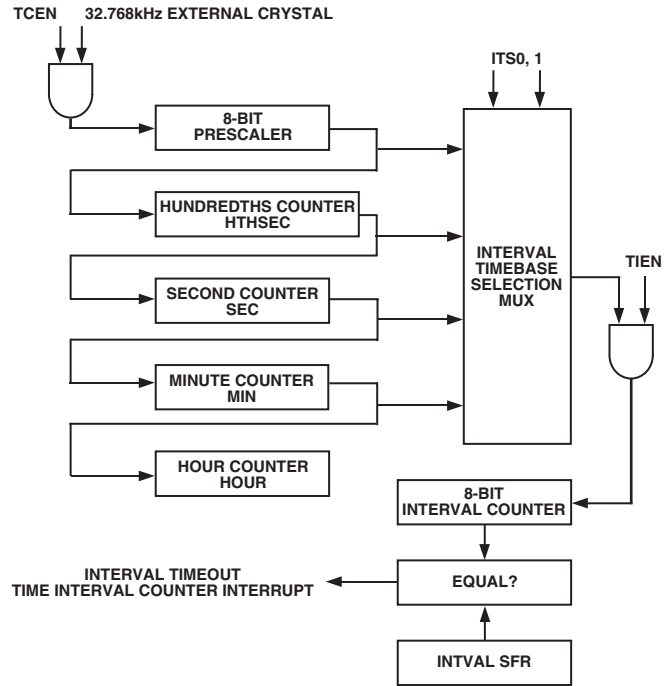 TCEN 32.768kHz EXTERNAL CRYSTAL
ITS0, 1
8-BIT
PRESCALER
HUNDREDTHS COUNTER
HTHSEC
INTERVAL
TIMEBASE
SELECTION
MUX
TIEN
SECOND COUNTER
SEC
MINUTE COUNTER
MIN
HOUR COUNTER
HOUR
8-BIT
INTERVAL COUNTER
INTERVAL TIMEOUT
TIME INTERVAL COUNTER INTERRUPT
EQUAL?
INTVAL SFR